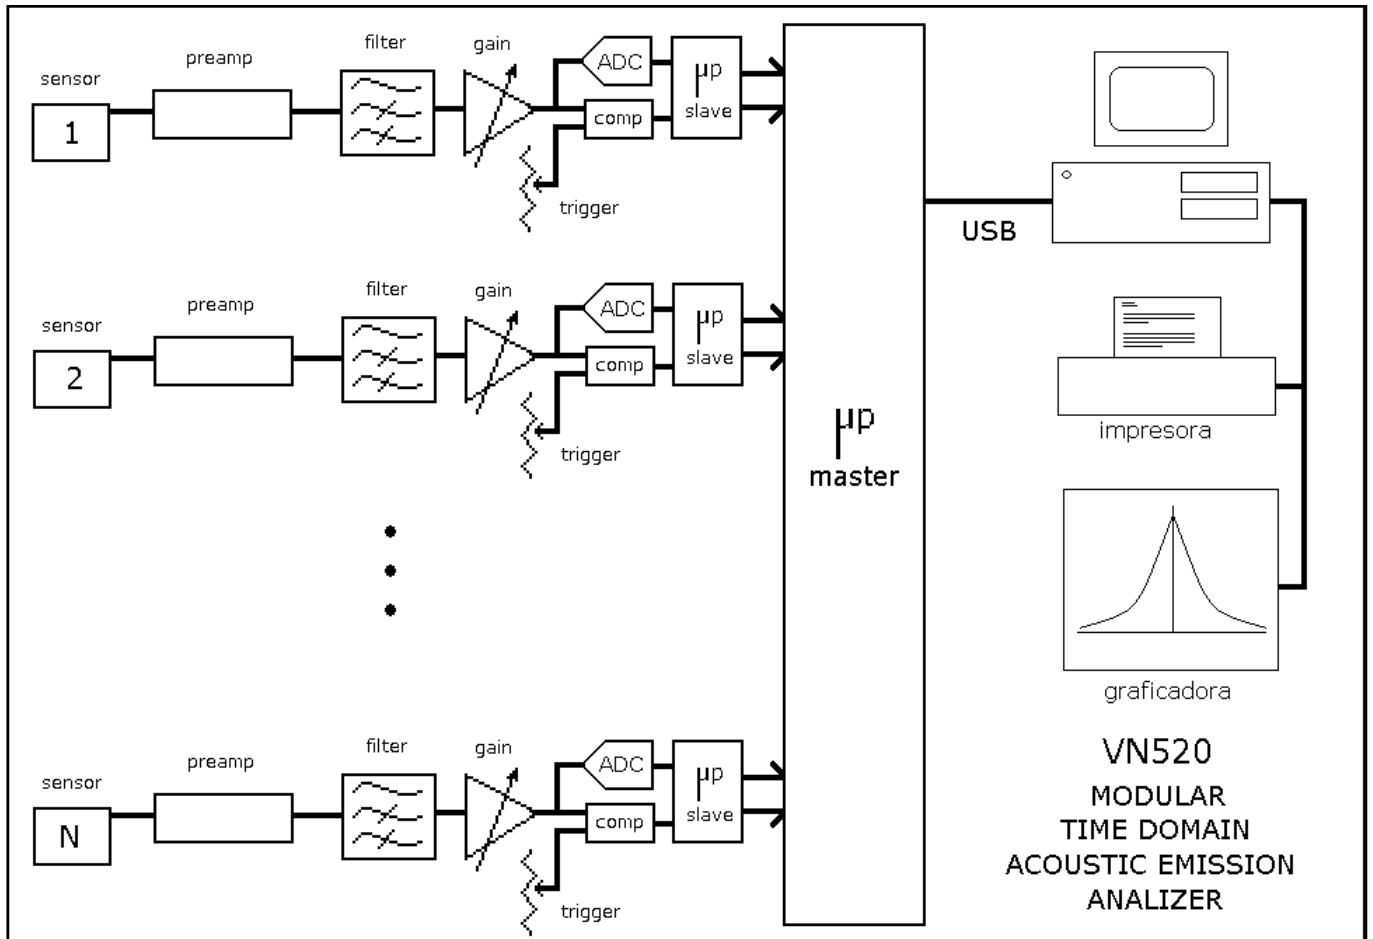 sensor
preamp
filter
gain
ADC
µp
slave
comp
1
trigger
sensor
preamp
filter
gain
ADC
µp
slave
comp
2
trigger
sensor
preamp
filter
gain
ADC
µp
slave
comp
N
trigger
µp
master
USB
impresora
graficadora
VN520
MODULAR
TIME DOMAIN
ACOUSTIC EMISSION
ANALIZER